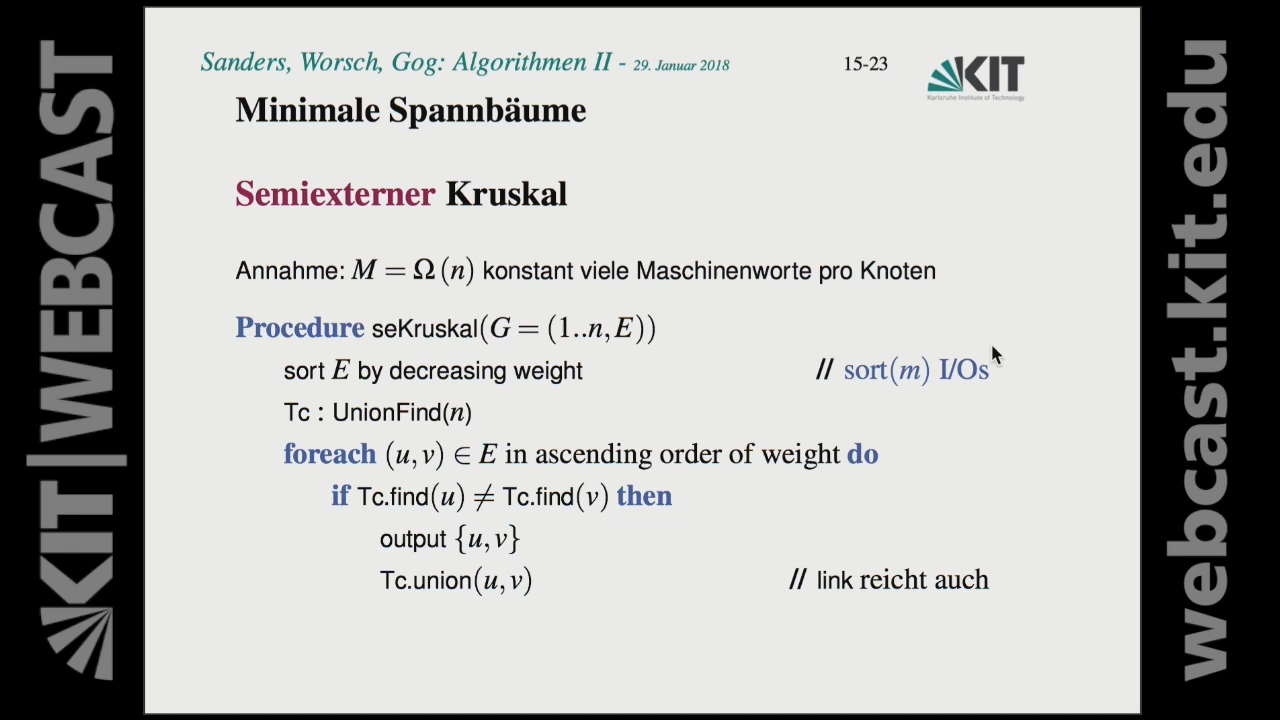 KIT|WEBCAST
Sanders, Worsch, Gog: Algorithmen II - 29. Januar 2018
15-23
KIT
Karlsruhe Institute of Technology
Minimale Spannbäume
Semiexterner Kruskal
Annahme: M = Ω(n) konstant viele Maschinenworte pro Knoten
Procedure seKruskal(G = (1..n, E))
sort E by decreasing weight // sort(m) I/Os
Tc : UnionFind(n)
foreach (u, v) ∈ E in ascending order of weight do
if Tc.find(u) ≠ Tc.find(v) then
output {u, v}
Tc.union(u, v) // link reicht auch
webcast.kit.edu